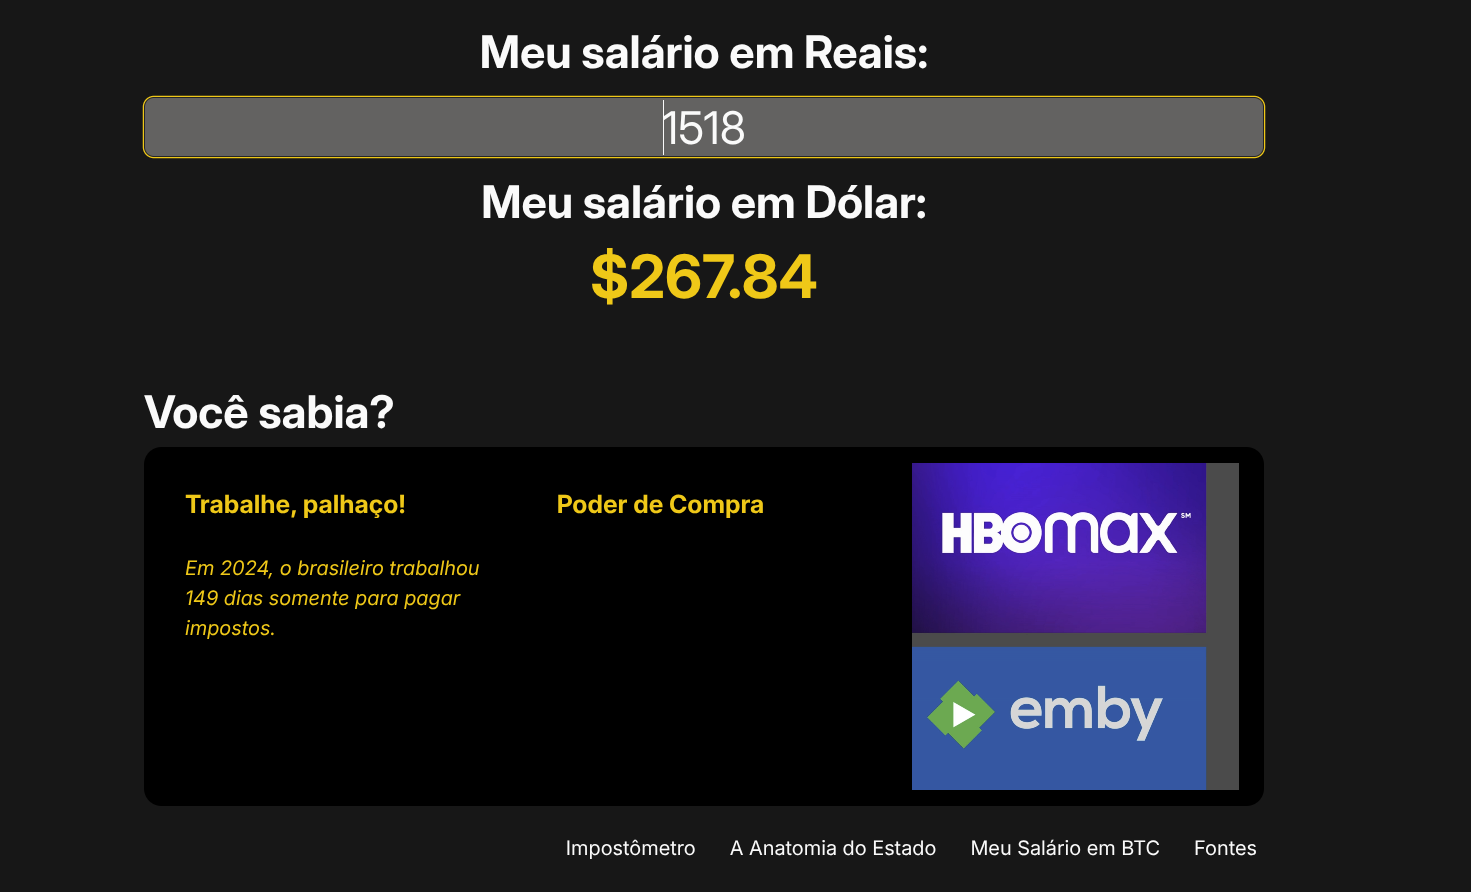 Meu salário em Reais:
1518
Meu salário em Dólar:
$267.84
Você sabia?
Trabalhe, palhaço!
Em 2024, o brasileiro trabalhou
149 dias somente para pagar
impostos.
Poder de Compra
HBOmax SM
emby
Impostômetro A Anatomia do Estado Meu Salário em BTC Fontes